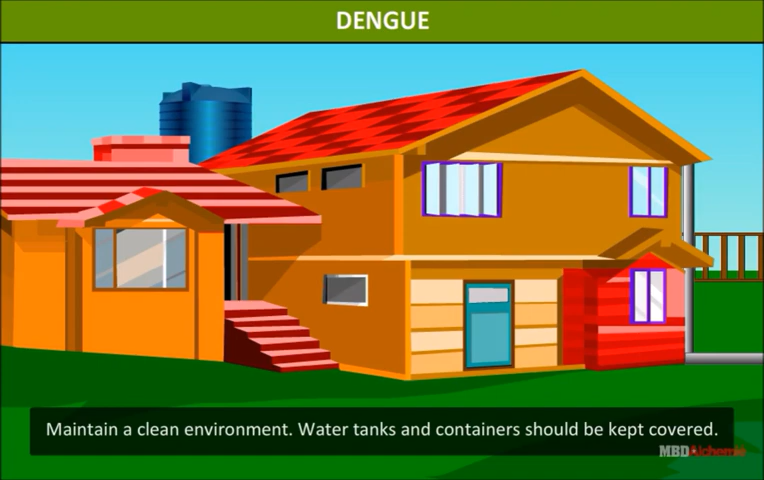 DENGUE
Maintain a clean environment. Water tanks and containers should be kept covered.
MBDAlchemie